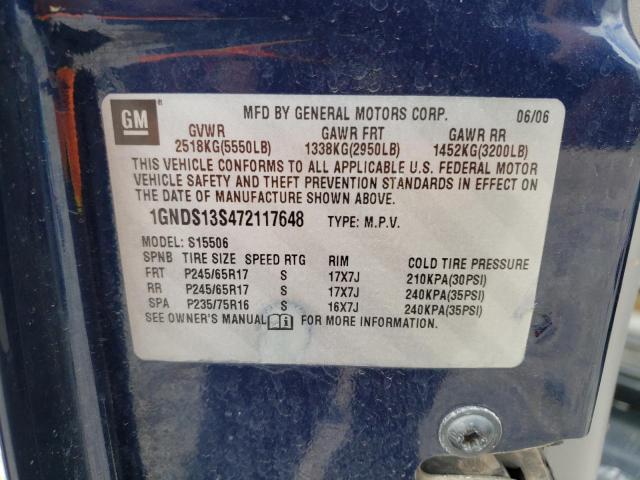 GM
MFD BY GENERAL MOTORS CORP. 06/06
GVWR GAWR FRT GAWR RR
2518KG(5550LB) 1338KG(2950LB) 1452KG(3200LB)
THIS VEHICLE CONFORMS TO ALL APPLICABLE U.S. FEDERAL MOTOR
VEHICLE SAFETY AND THEFT PREVENTION STANDARDS IN EFFECT ON
THE DATE OF MANUFACTURE SHOWN ABOVE.
1GNDS13S472117648 TYPE: M.P.V.
MODEL: S15506
SPNB TIRE SIZE SPEED RTG RIM COLD TIRE PRESSURE
FRT P245/65R17 S 17X7J 210KPA(30PSI)
RR P245/65R17 S 17X7J 240KPA(35PSI)
SPA P235/75R16 S 16X7J 240KPA(35PSI)
SEE OWNER'S MANUAL FOR MORE INFORMATION.